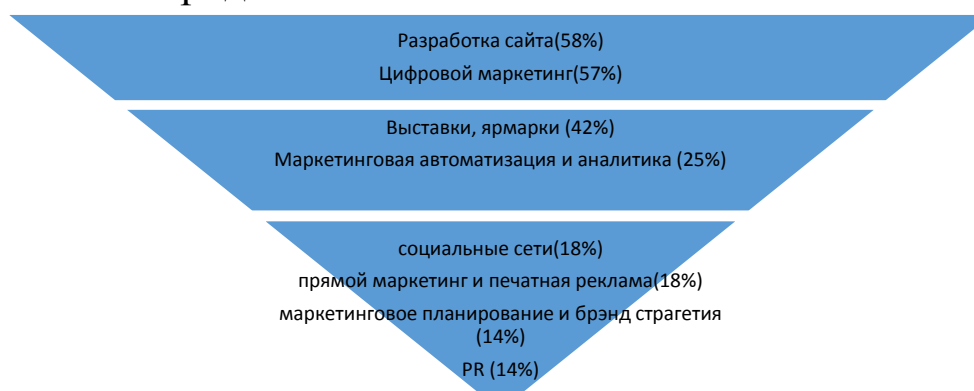 Разработка сайта(58%)
Цифровой маркетинг(57%)
Выставки, ярмарки (42%)
Маркетинговая автоматизация и аналитика (25%)
социальные сети(18%)
прямой маркетинг и печатная реклама(18%)
маркетинговое планирование и брэнд страгетия
(14%)
PR (14%)